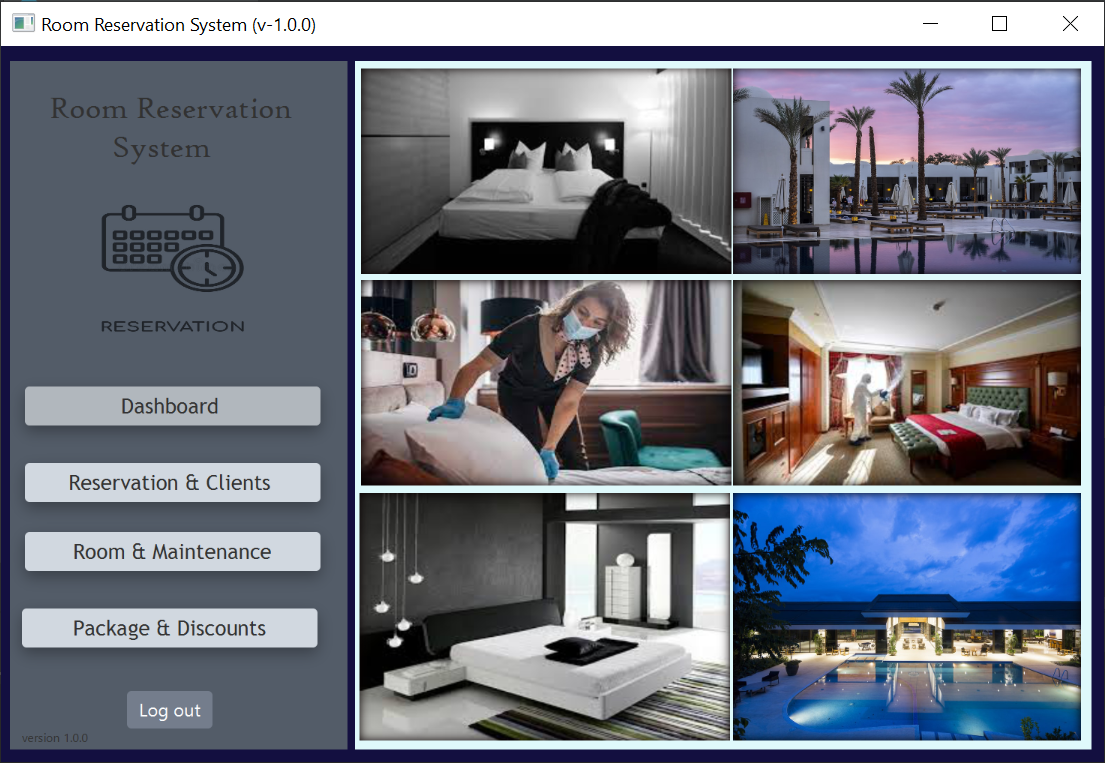 Room Reservation System (v-1.0.0)
Room Reservation
System
RESERVATION
Dashboard
Reservation & Clients
Room & Maintenance
Package & Discounts
Log out
version 1.0.0